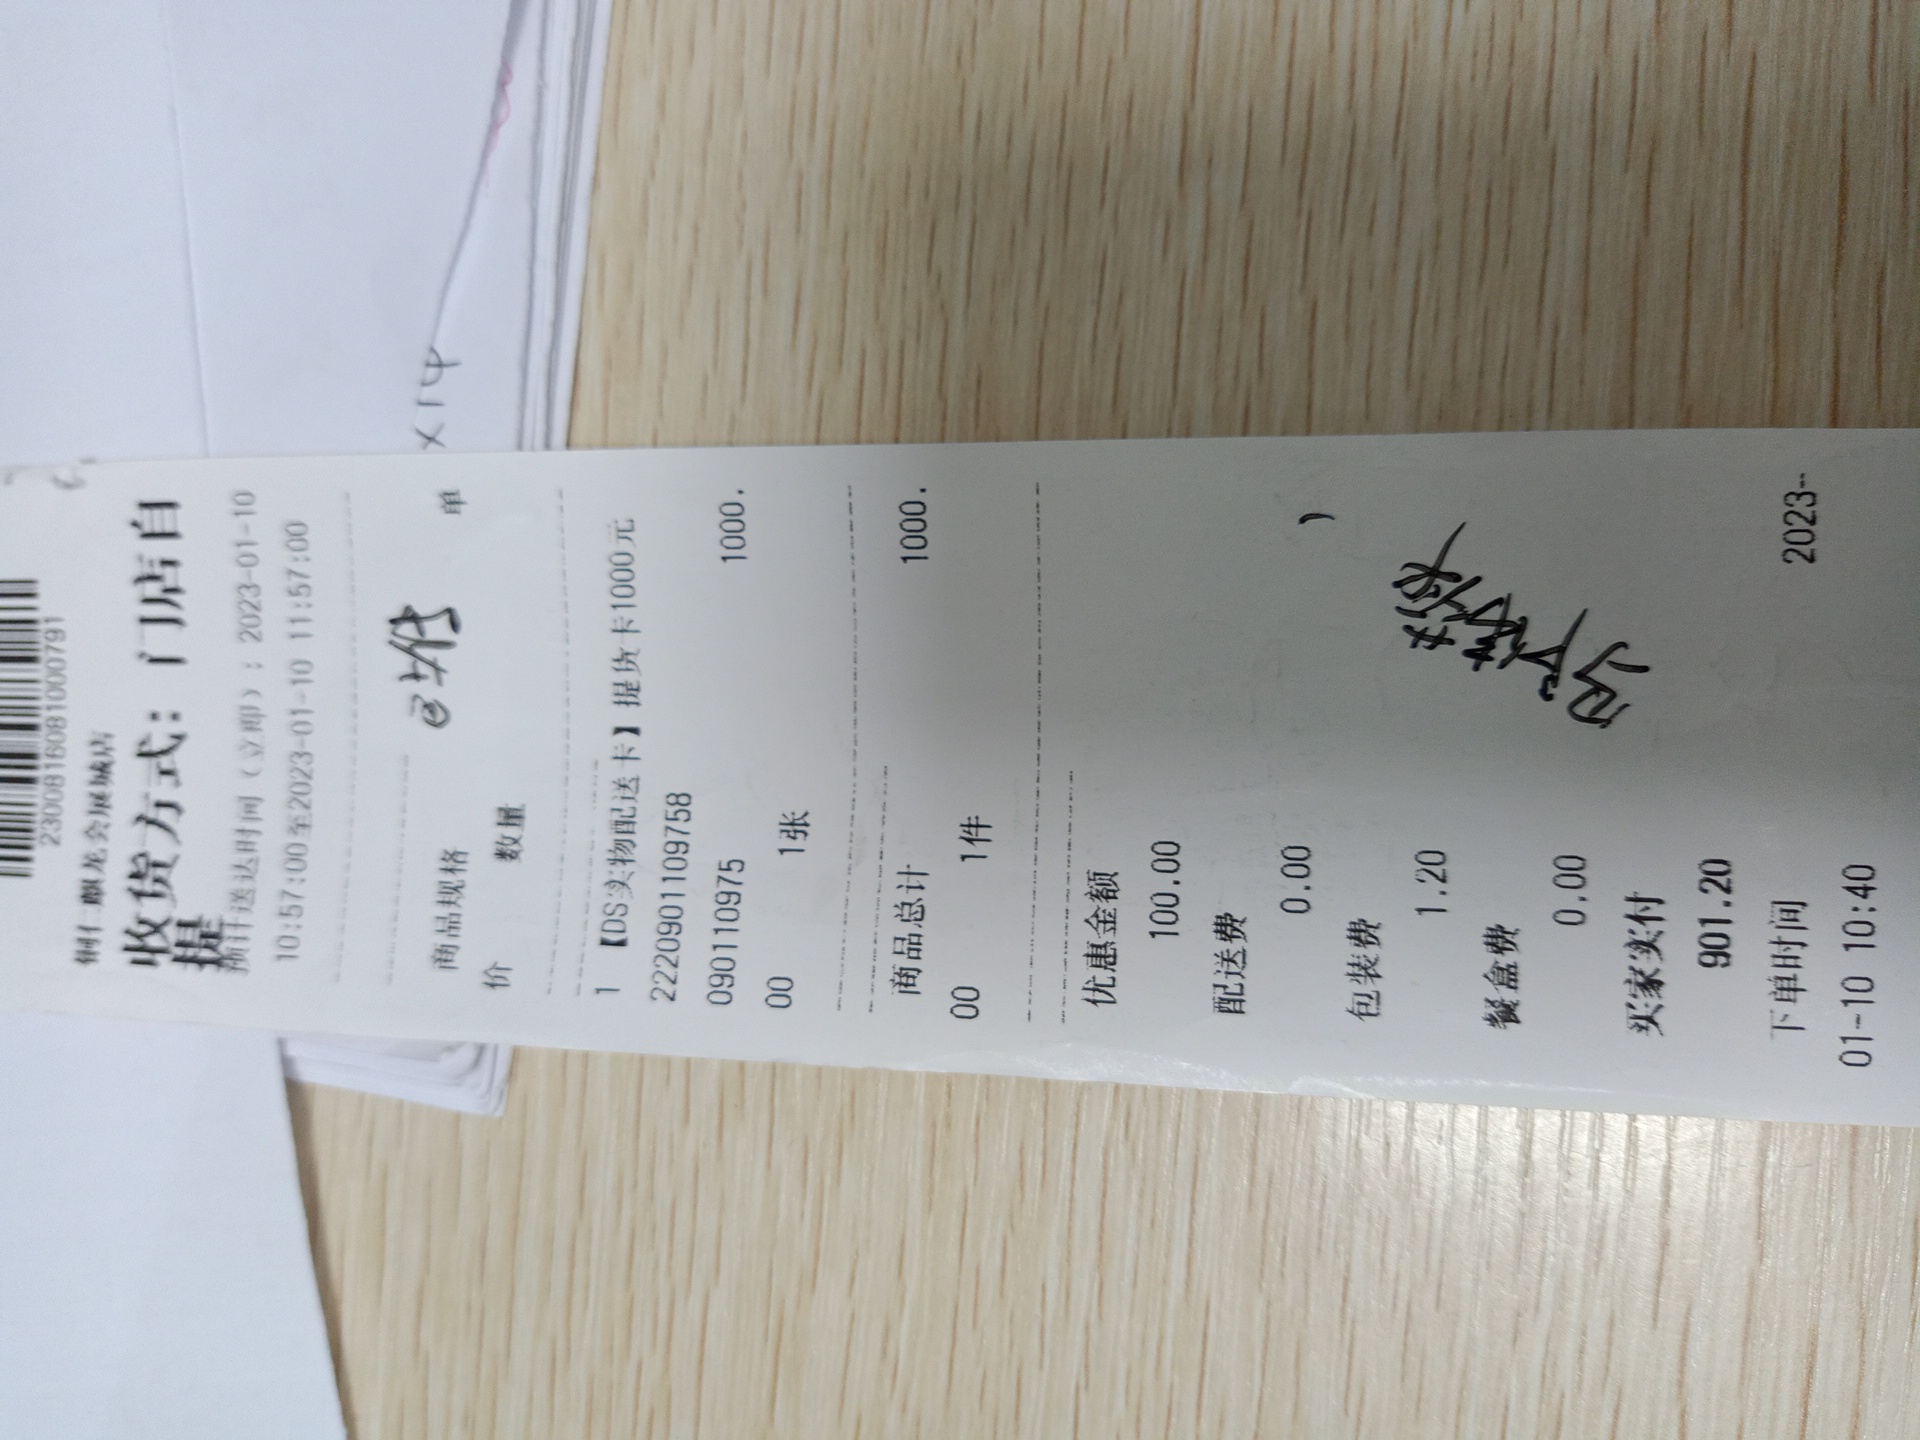 2300816081000791
铜仁麒龙会展城店
收货方式：门店自
提
预计送达时间（立即）：2023-01-10
10:57:00至2023-01-10 11:57:00
商品规格 单
价 数量
1 【DS实物配送卡】提货卡1000元
2220901109758
0901110975 1000.
00 1张
商品总计 1000.
00 1件
优惠金额
100.00
配送费
0.00
包装费
1.20
餐盒费
0.00
买家实付
901.20
下单时间 2023-
01-10 10:40
X14